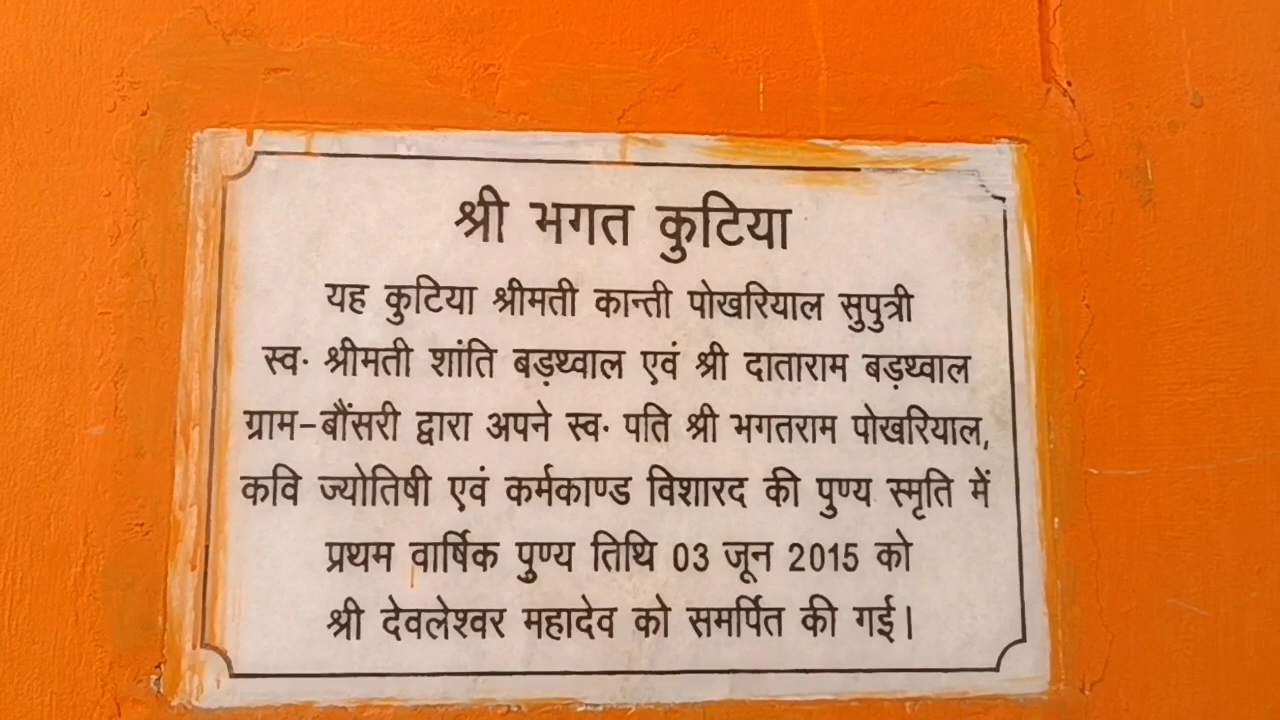 श्री भगत कुटिया
यह कुटिया श्रीमती कान्ती पोखरियाल सुपुत्री
स्व॰ श्रीमती शांति बड़थ्वाल एवं श्री दाताराम बड़थ्वाल
ग्राम-बौंसरी द्वारा अपने स्व॰ पति श्री भगतराम पोखरियाल,
कवि ज्योतिषी एवं कर्मकाण्ड विशारद की पुण्य स्मृति में
प्रथम वार्षिक पुण्य तिथि 03 जून 2015 को
श्री देवलेश्वर महादेव को समर्पित की गई।